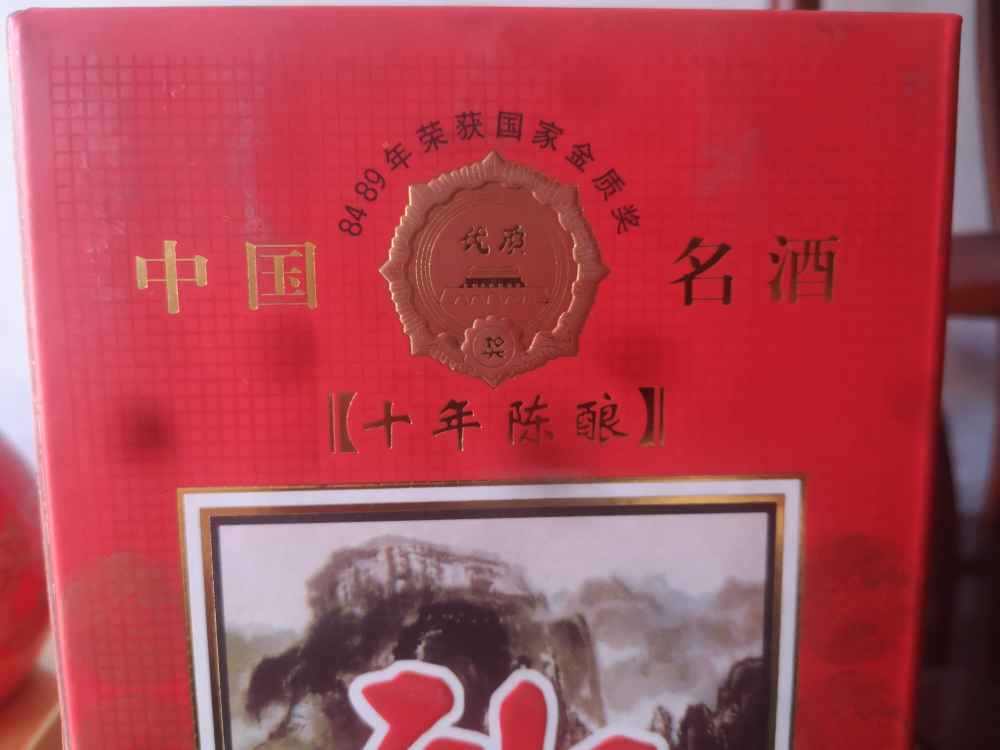 84 89年荣获国家金质奖
中国 名酒
优质
奖
【十年陈酿】